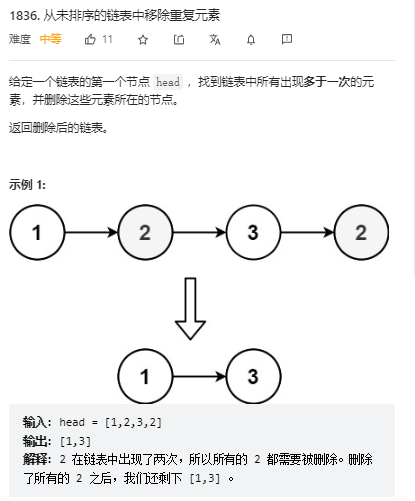 1836. 从未排序的链表中移除重复元素
难度 中等 11
给定一个链表的第一个节点 head ，找到链表中所有出现多于一次的元
素，并删除这些元素所在的节点。
返回删除后的链表。
示例 1:
1 2 3 2
1 3
输入: head = [1,2,3,2]
输出: [1,3]
解释: 2 在链表中出现了两次，所以所有的 2 都需要被删除。删除
了所有的 2 之后，我们还剩下 [1,3] 。